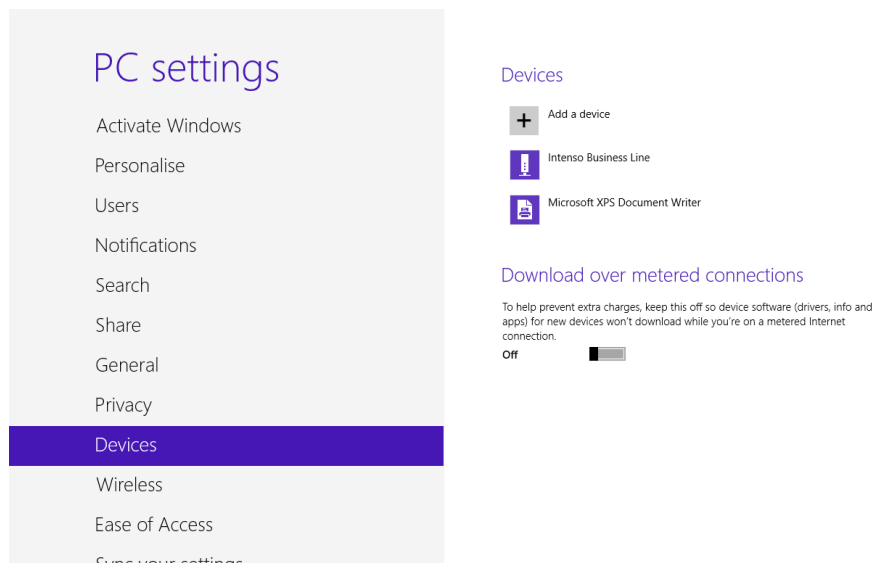 PC settings
Activate Windows
Personalise
Users
Notifications
Search
Share
General
Privacy
Devices
Wireless
Ease of Access
Sync your settings
Devices
Add a device
Intenso Business Line
Microsoft XPS Document Writer
Download over metered connections
To help prevent extra charges, keep this off so device software (drivers, info and
apps) for new devices won't download while you're on a metered Internet
connection.
Off